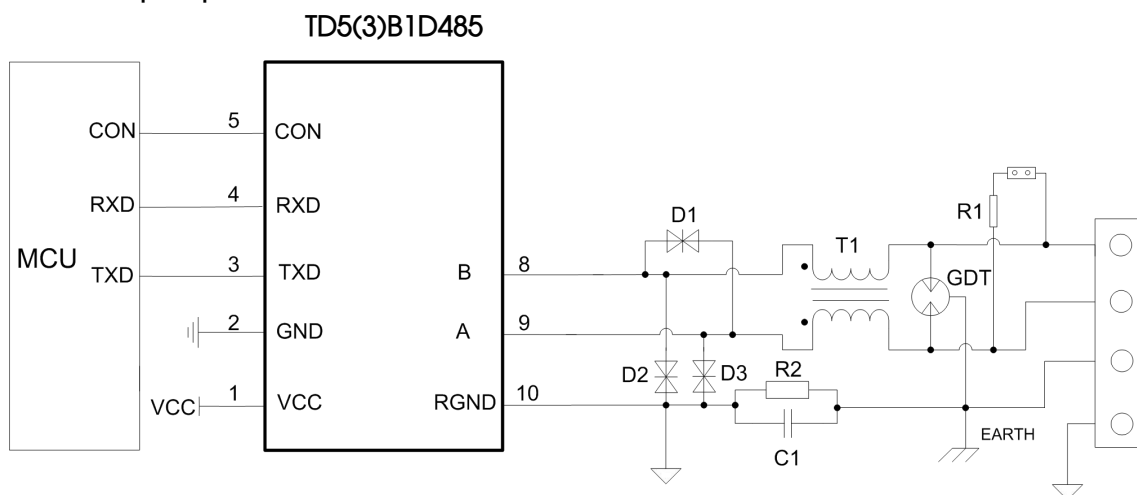 TD5(3)B1D485
MCU
CON
RXD
TXD
5
4
3
2
1
VCC
CON
RXD
TXD
GND
VCC
B
A
RGND
8
9
10
D1
D2
D3
T1
R2
C1
GDT
R1
EARTH